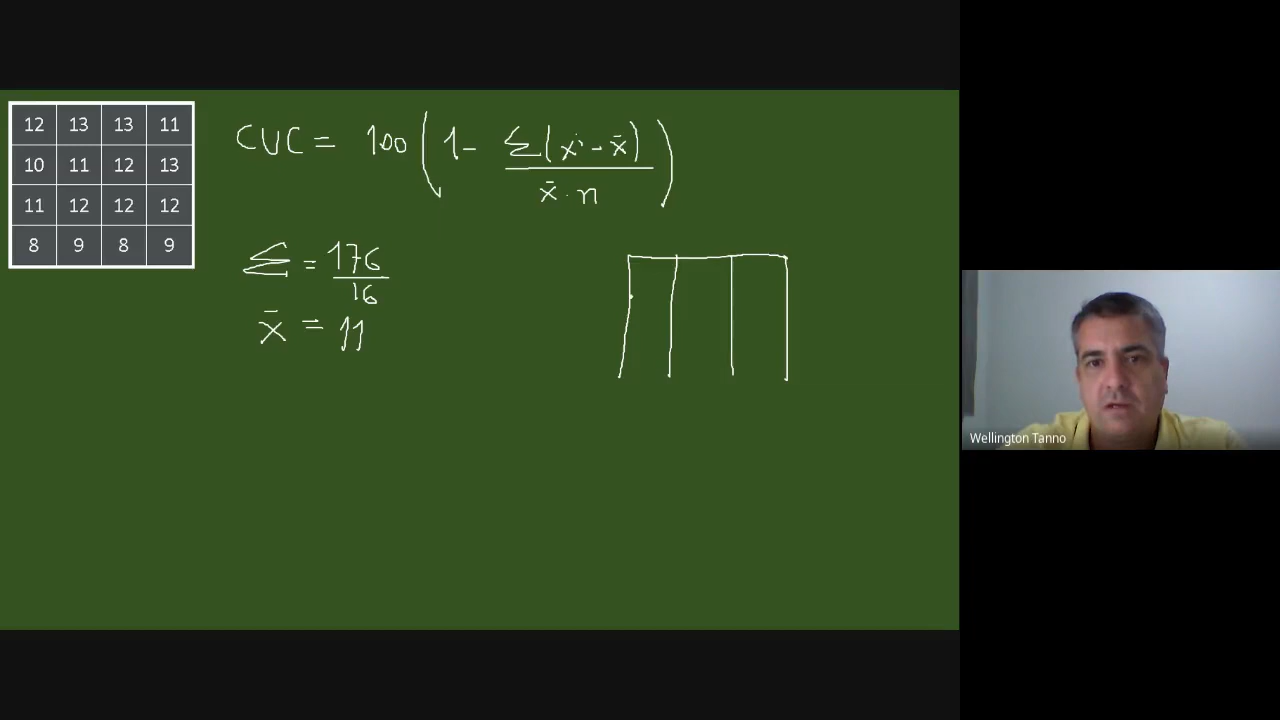 12 13 13 11
10 11 12 13
11 12 12 12
8 9 8 9
CUC = 100 (1 - Σ(xi - x̄) / x̄ · n)
Σ = 176 / 16
x̄ = 11
Wellington Tanno